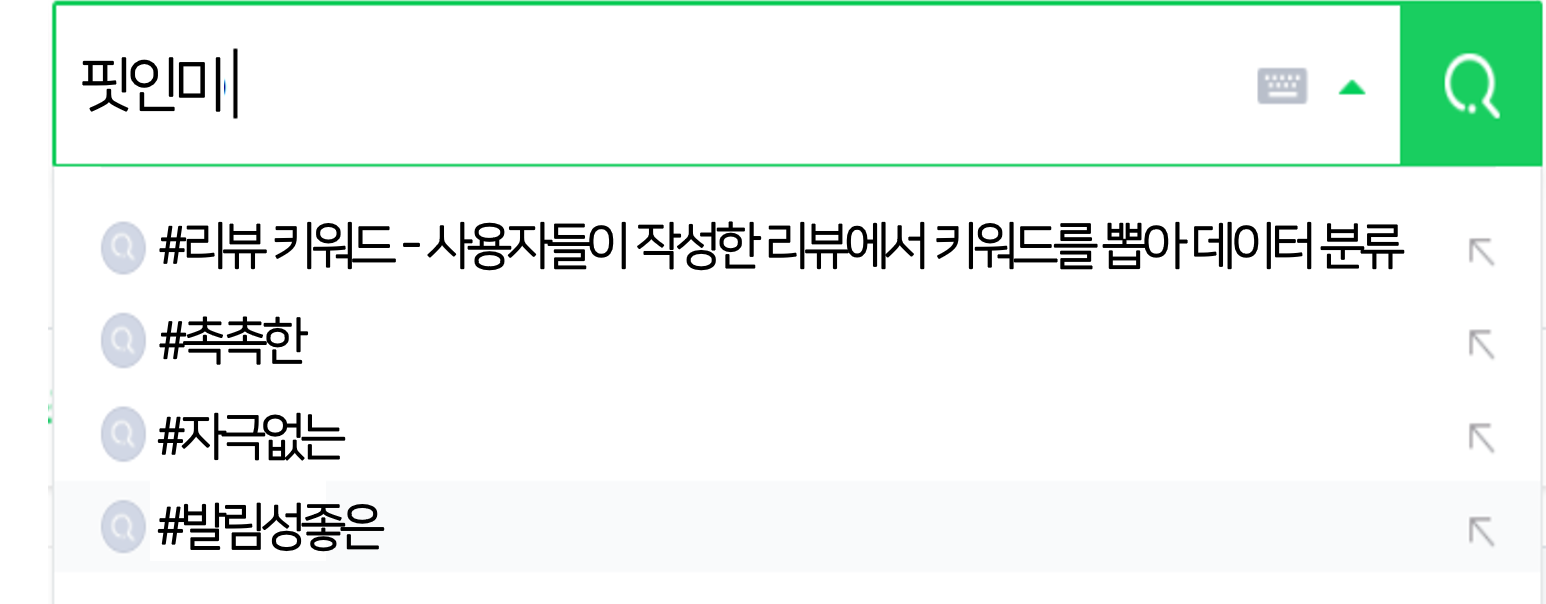 핏인미
#리뷰 키워드 - 사용자들이 작성한 리뷰에서 키워드를 뽑아 데이터 분류
#촉촉한
#자극없는
#발림성좋은